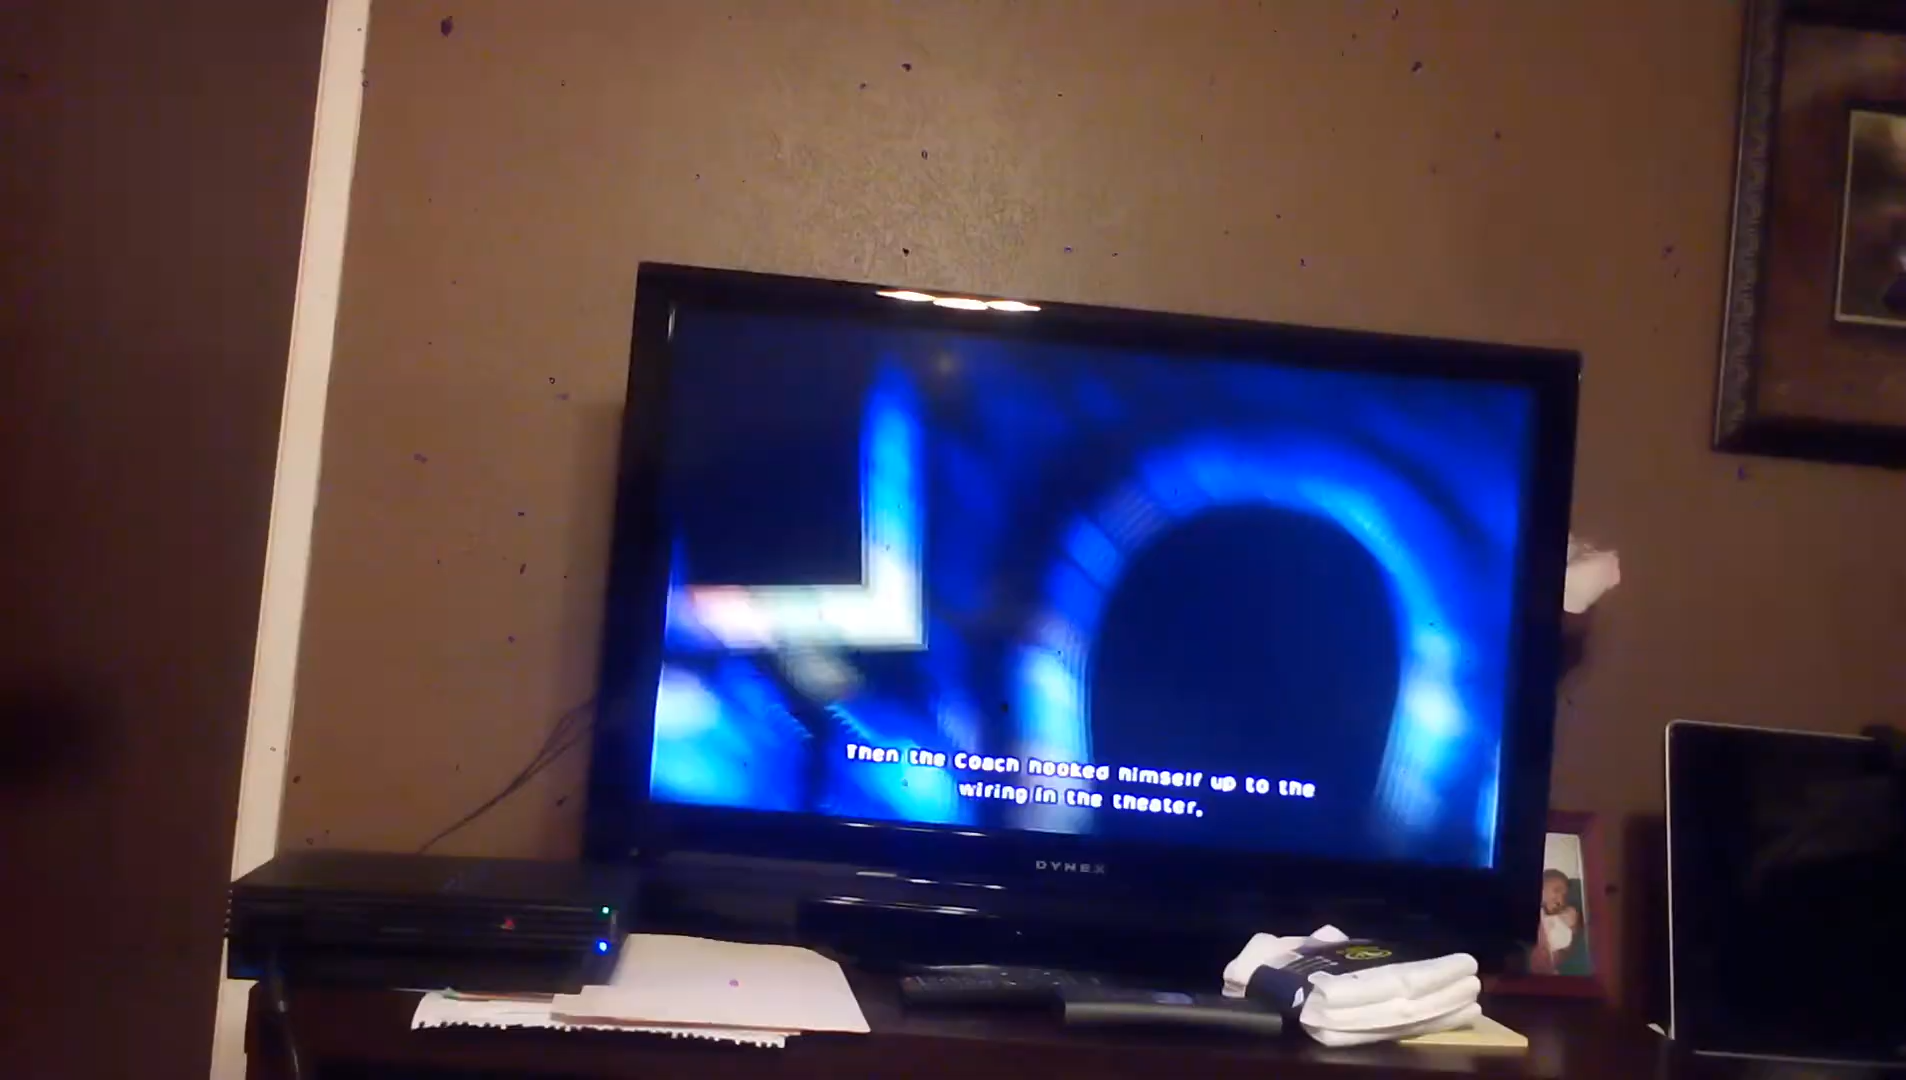 Then the Coach hooked himself up to the
wiring in the theater.
DYNEX